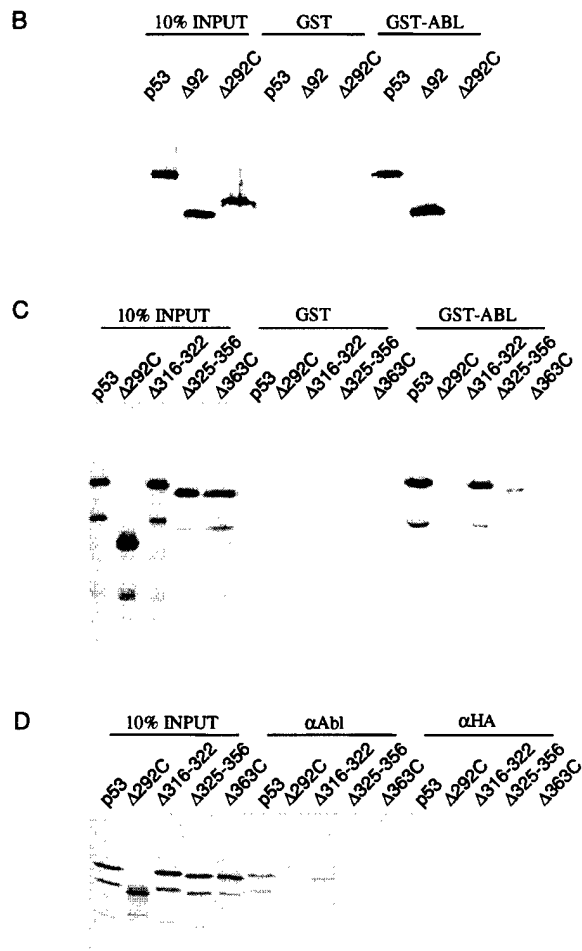 B
10% INPUT GST GST-ABL
p53 Δ92 Δ292C p53 Δ92 Δ292C p53 Δ92 Δ292C
C
10% INPUT GST GST-ABL
p53 Δ292C Δ316-322 Δ325-356 Δ363C p53 Δ292C Δ316-322 Δ325-356 Δ363C p53 Δ292C Δ316-322 Δ325-356 Δ363C
D
10% INPUT αAbl αHA
p53 Δ292C Δ316-322 Δ325-356 Δ363C p53 Δ292C Δ316-322 Δ325-356 Δ363C p53 Δ292C Δ316-322 Δ325-356 Δ363C